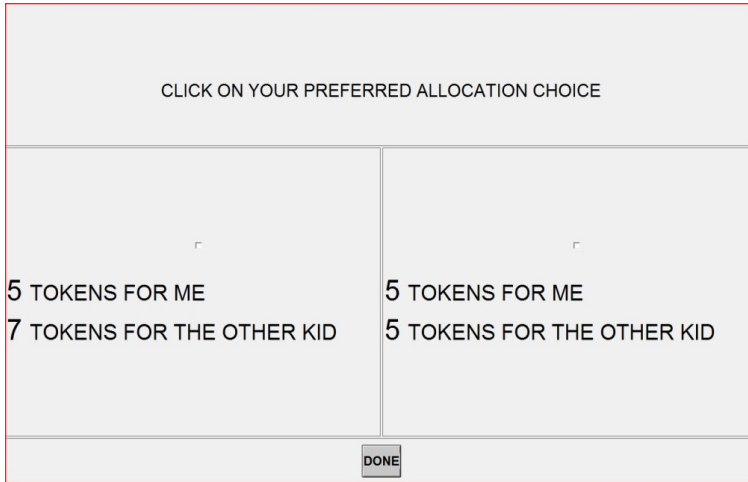 CLICK ON YOUR PREFERRED ALLOCATION CHOICE
5 TOKENS FOR ME
7 TOKENS FOR THE OTHER KID
5 TOKENS FOR ME
5 TOKENS FOR THE OTHER KID
DONE